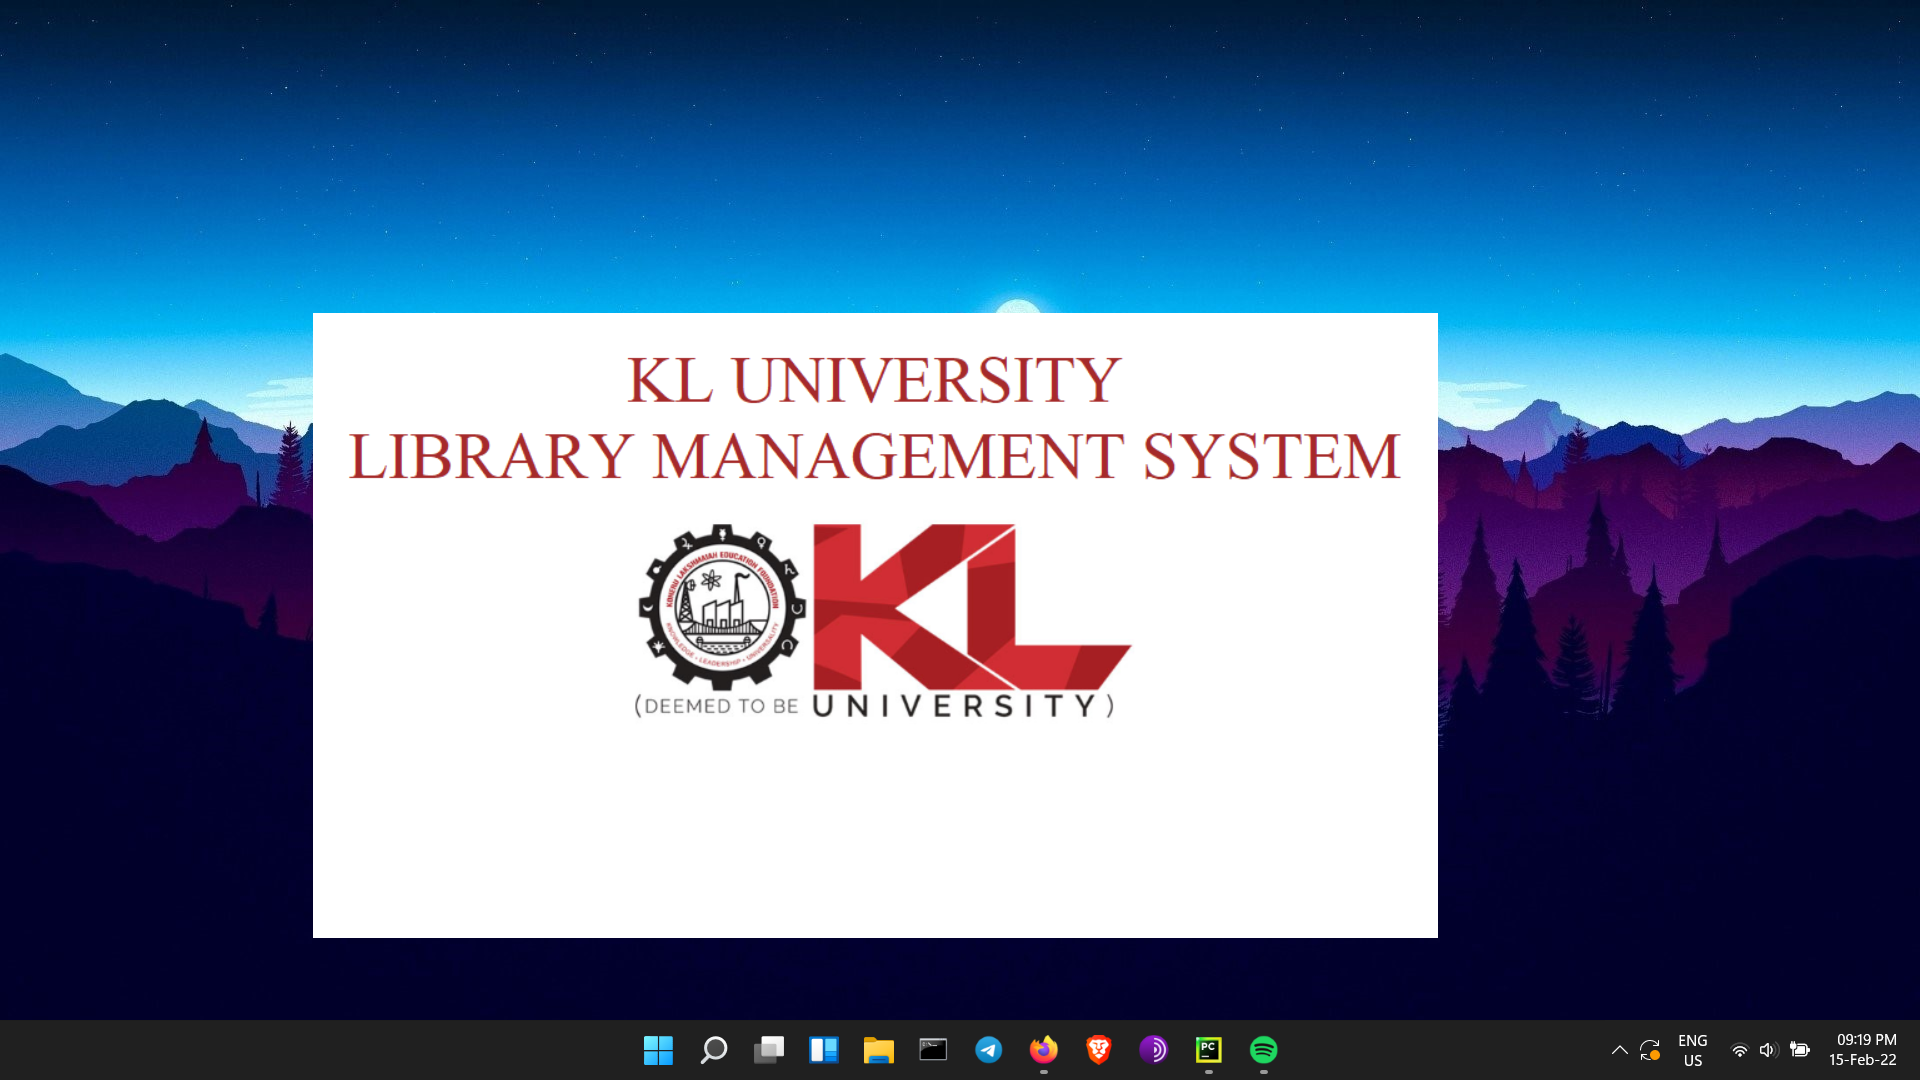 KL UNIVERSITY
LIBRARY MANAGEMENT SYSTEM
KONERU LAKSHMAIAH EDUCATION FOUNDATION
KNOWLEDGE • LEADERSHIP • UNIVERSALITY
KL
(DEEMED TO BE UNIVERSITY)
PC
ENG
US
09:19 PM
15-Feb-22